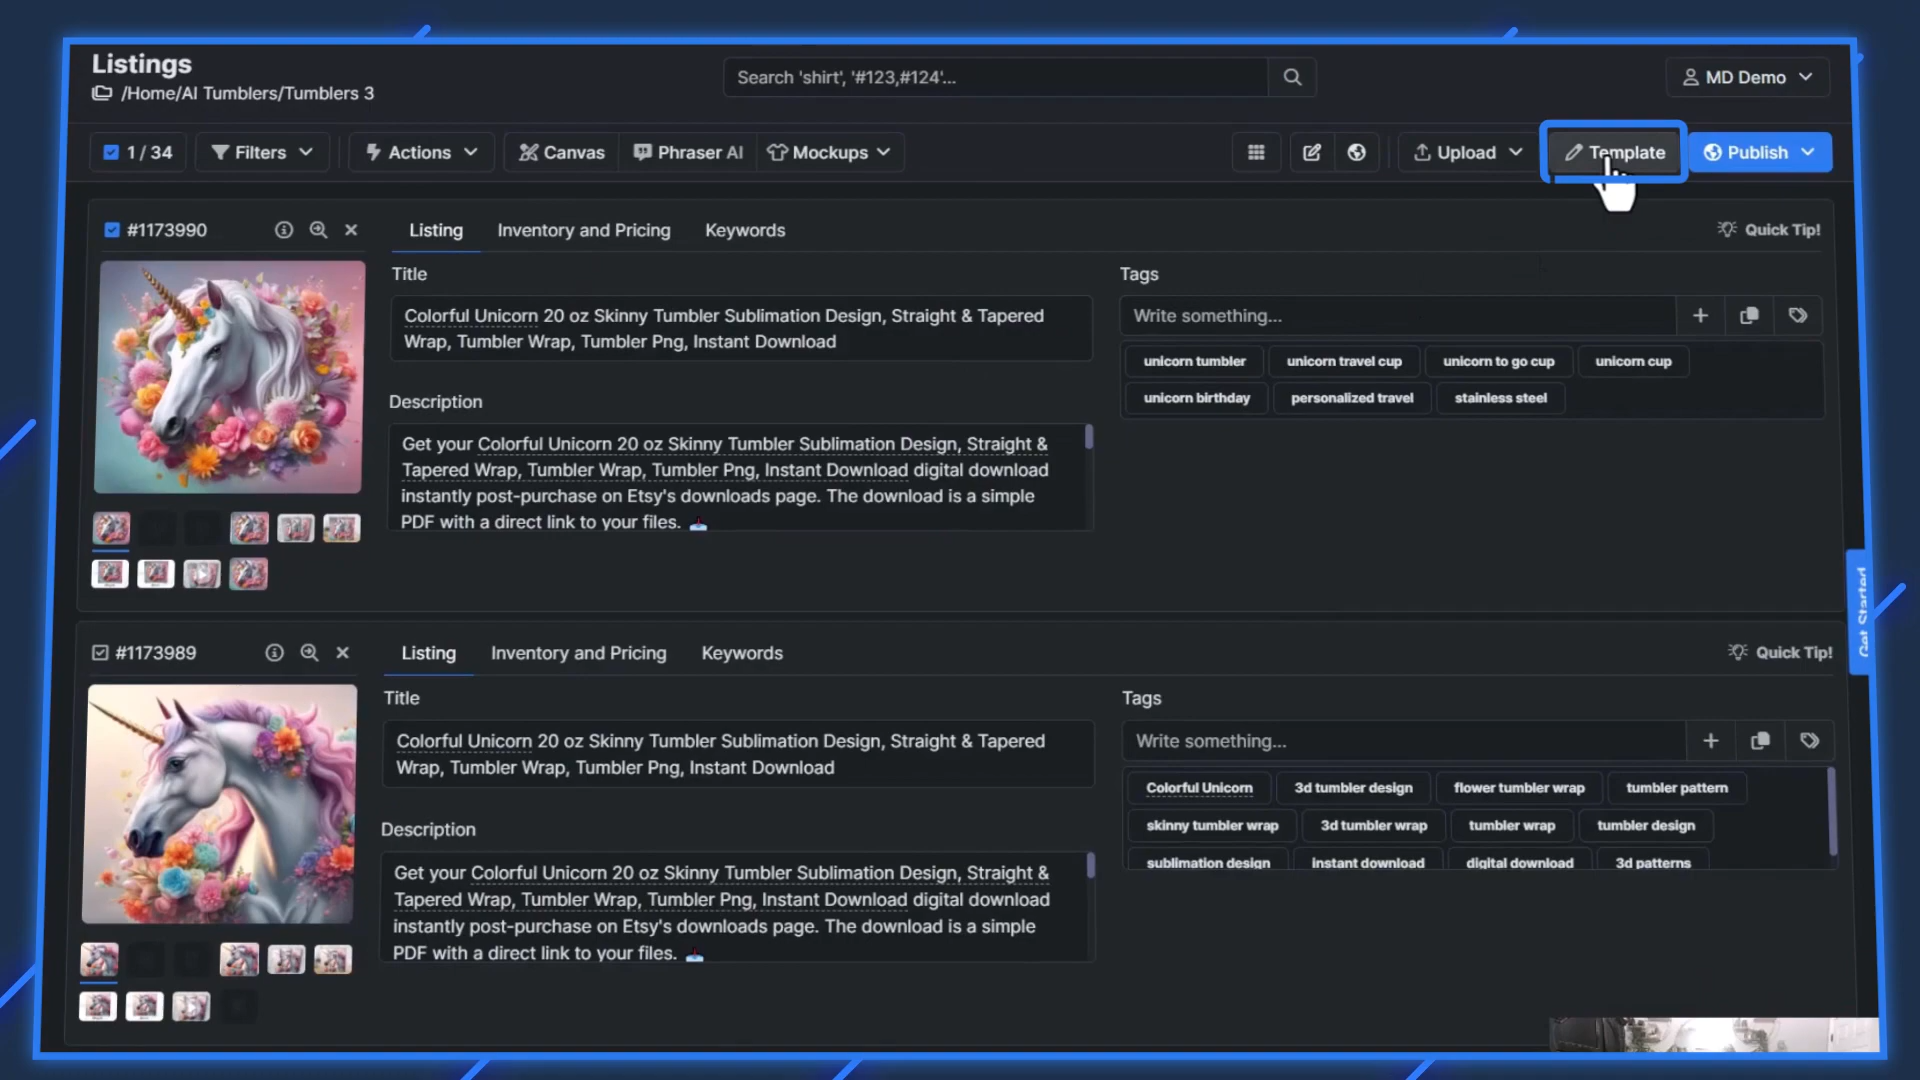 Listings
/Home/AI Tumblers/Tumblers 3
Search 'shirt', '#123,#124'...
MD Demo
1 / 34
Filters
Actions
Canvas
Phraser AI
Mockups
Upload
Template
Publish
#1173990
Listing
Inventory and Pricing
Keywords
Quick Tip!
Title
Colorful Unicorn 20 oz Skinny Tumbler Sublimation Design, Straight & Tapered
Wrap, Tumbler Wrap, Tumbler Png, Instant Download
Description
Get your Colorful Unicorn 20 oz Skinny Tumbler Sublimation Design, Straight &
Tapered Wrap, Tumbler Wrap, Tumbler Png, Instant Download digital download
instantly post-purchase on Etsy's downloads page. The download is a simple
PDF with a direct link to your files.
Tags
Write something...
unicorn tumbler
unicorn travel cup
unicorn to go cup
unicorn cup
unicorn birthday
personalized travel
stainless steel
Get Started
#1173989
Listing
Inventory and Pricing
Keywords
Quick Tip!
Title
Colorful Unicorn 20 oz Skinny Tumbler Sublimation Design, Straight & Tapered
Wrap, Tumbler Wrap, Tumbler Png, Instant Download
Description
Get your Colorful Unicorn 20 oz Skinny Tumbler Sublimation Design, Straight &
Tapered Wrap, Tumbler Wrap, Tumbler Png, Instant Download digital download
instantly post-purchase on Etsy's downloads page. The download is a simple
PDF with a direct link to your files.
Tags
Write something...
Colorful Unicorn
3d tumbler design
flower tumbler wrap
tumbler pattern
skinny tumbler wrap
3d tumbler wrap
tumbler wrap
tumbler design
sublimation design
instant download
digital download
3d patterns